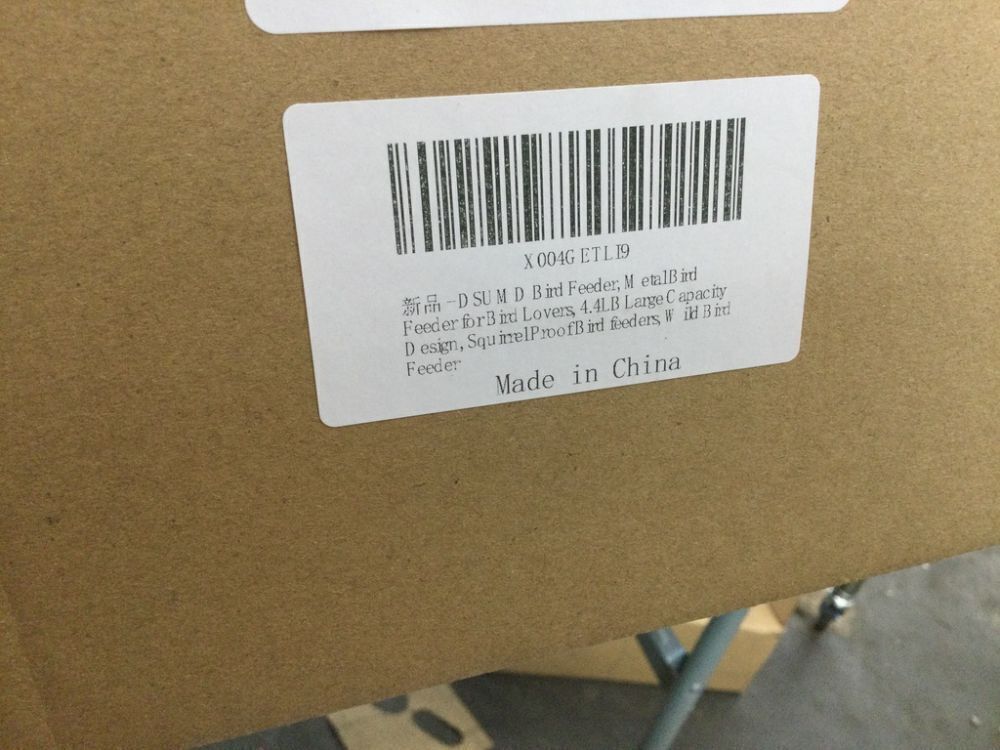 X004GETLI9
新品 -DSUMD Bird Feeder, Metal Bird
Feeder for Bird Lovers, 4.4LB Large Capacity
Design, Squirrel Proof Bird feeders, Wild Bird
Feeder
Made in China